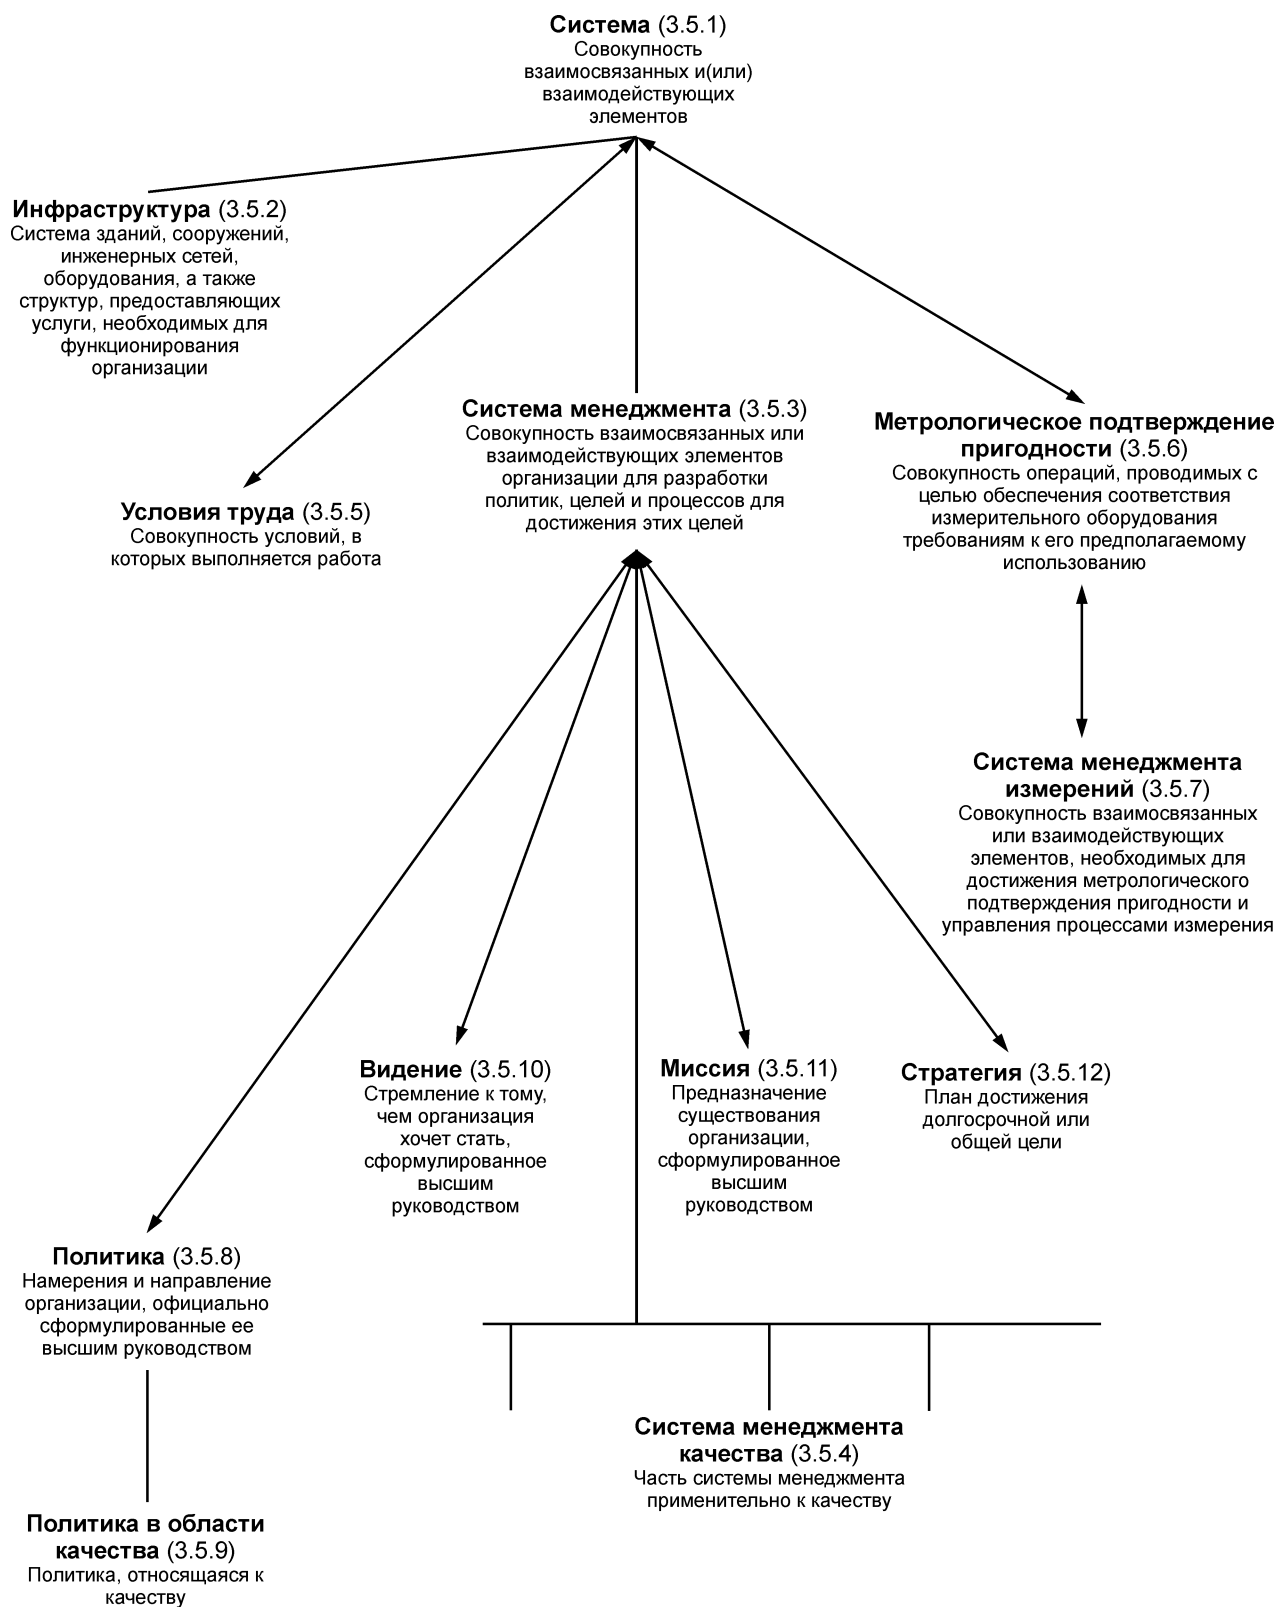 Система (3.5.1)
Совокупность
взаимосвязанных и(или)
взаимодействующих
элементов
Инфраструктура (3.5.2)
Система зданий, сооружений,
инженерных сетей,
оборудования, а также
структур, предоставляющих
услуги, необходимых для
функционирования
организации
Система менеджмента (3.5.3)
Совокупность взаимосвязанных или
взаимодействующих элементов
организации для разработки
политик, целей и процессов для
достижения этих целей
Метрологическое подтверждение
пригодности (3.5.6)
Совокупность операций, проводимых с
целью обеспечения соответствия
измерительного оборудования
требованиям к его предполагаемому
использованию
Условия труда (3.5.5)
Совокупность условий, в
которых выполняется работа
Система менеджмента
измерений (3.5.7)
Совокупность взаимосвязанных
или взаимодействующих
элементов, необходимых для
достижения метрологического
подтверждения пригодности и
управления процессами измерения
Видение (3.5.10)
Стремление к тому,
чем организация
хочет стать,
сформулированное
высшим
руководством
Миссия (3.5.11)
Предназначение
существования
организации,
сформулированное
высшим
руководством
Стратегия (3.5.12)
План достижения
долгосрочной или
общей цели
Политика (3.5.8)
Намерения и направление
организации, официально
сформулированные ее
высшим руководством
Система менеджмента
качества (3.5.4)
Часть системы менеджмента
применительно к качеству
Политика в области
качества (3.5.9)
Политика, относящаяся к
качеству